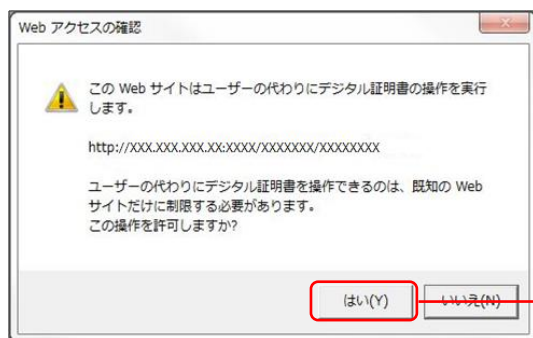 Web アクセスの確認
この Web サイトはユーザーの代わりにデジタル証明書の操作を実行
します。
http://XXX.XXX.XXX.XX:XXXX/XXXXXXX/XXXXXXXX
ユーザーの代わりにデジタル証明書を操作できるのは、既知の Web
サイトだけに制限する必要があります。
この操作を許可しますか?
はい(Y) いいえ(N)